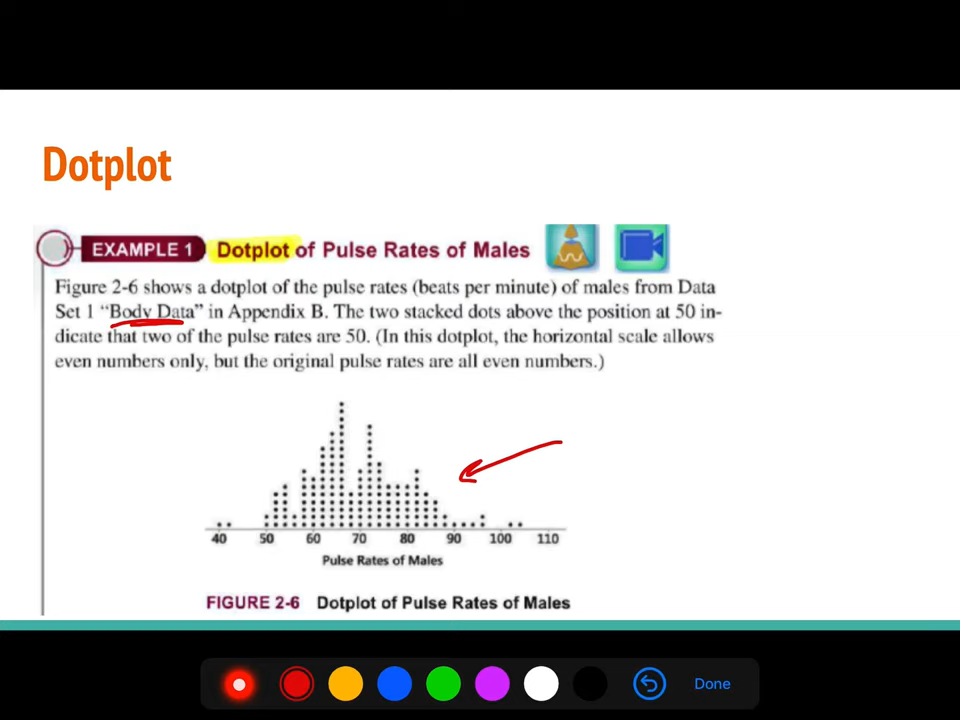 Dotplot
EXAMPLE 1 Dotplot of Pulse Rates of Males
Figure 2-6 shows a dotplot of the pulse rates (beats per minute) of males from Data
Set 1 “Body Data” in Appendix B. The two stacked dots above the position at 50 in-
dicate that two of the pulse rates are 50. (In this dotplot, the horizontal scale allows
even numbers only, but the original pulse rates are all even numbers.)
40 50 60 70 80 90 100 110
Pulse Rates of Males
FIGURE 2-6 Dotplot of Pulse Rates of Males
Done